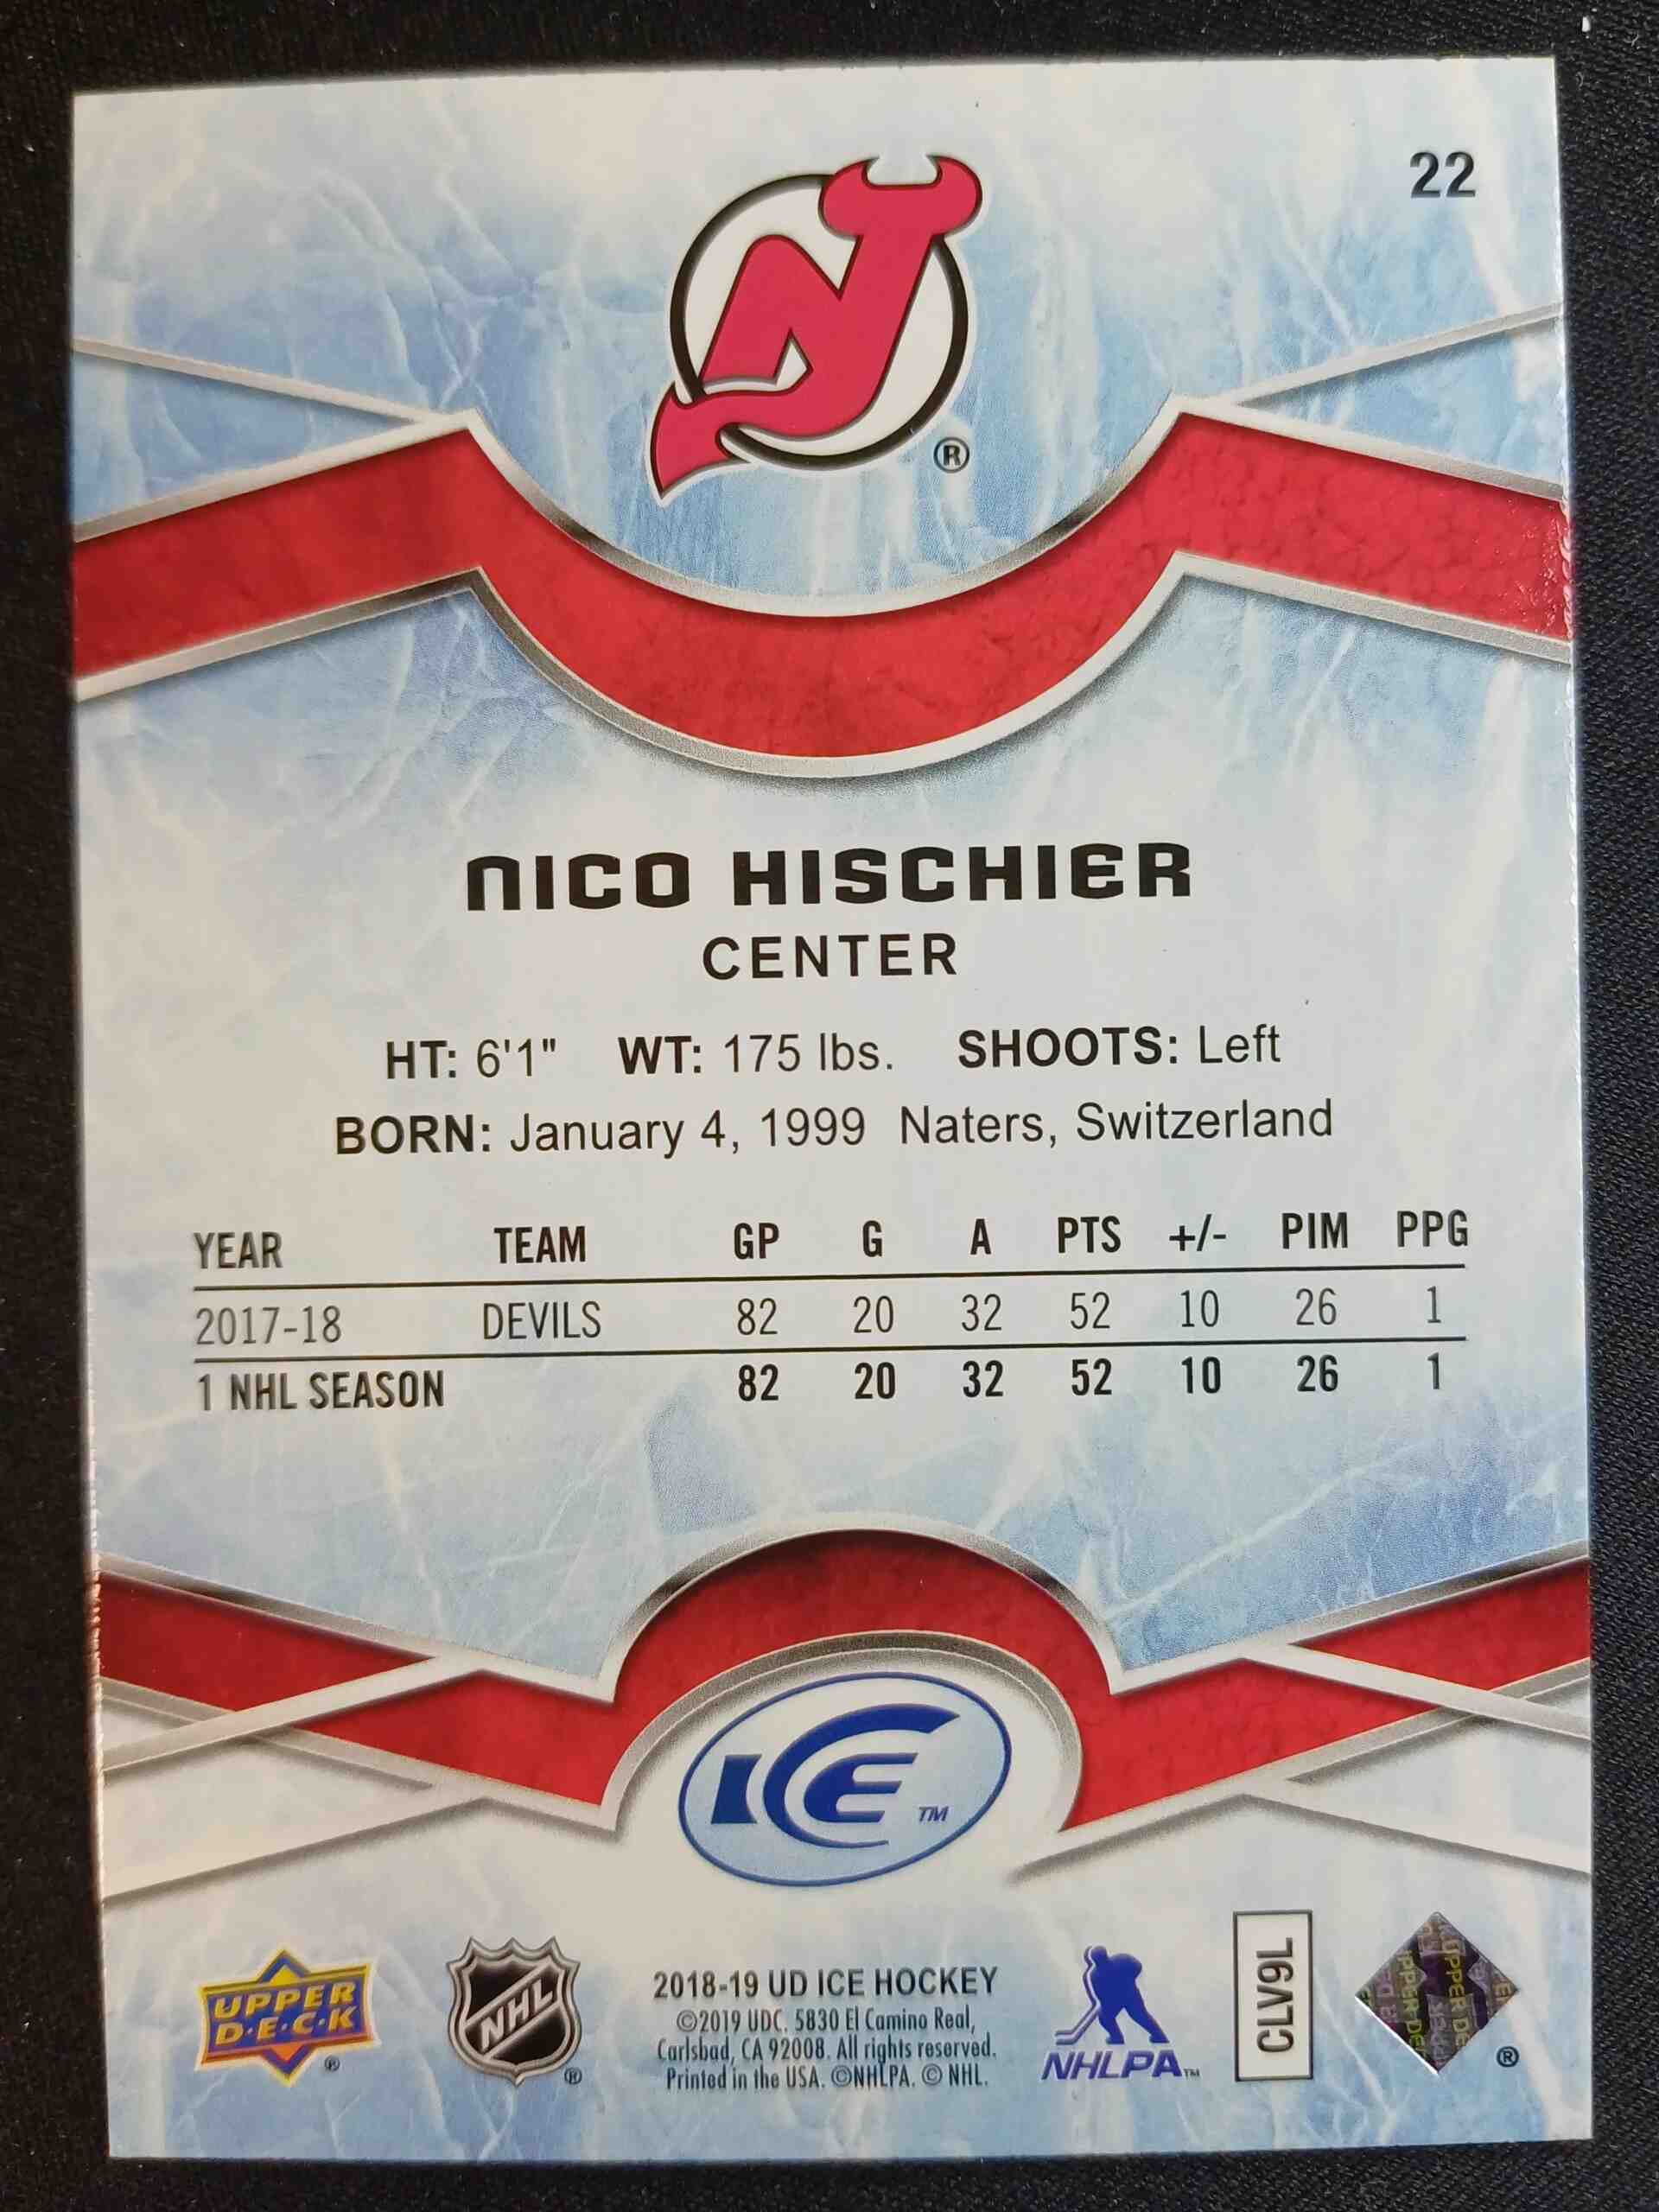 22
®
NICO HISCHIER
CENTER
HT: 6'1" WT: 175 lbs. SHOOTS: Left
BORN: January 4, 1999 Naters, Switzerland
YEAR TEAM GP G A PTS +/- PIM PPG
2017-18 DEVILS 82 20 32 52 10 26 1
1 NHL SEASON 82 20 32 52 10 26 1
ICE TM
UPPER
D·E·C·K
®
NHL
®
2018-19 UD ICE HOCKEY
©2019 UDC. 5830 El Camino Real,
Carlsbad, CA 92008. All rights reserved.
Printed in the USA. ©NHLPA. © NHL.
NHLPA TM
CLV9L
®